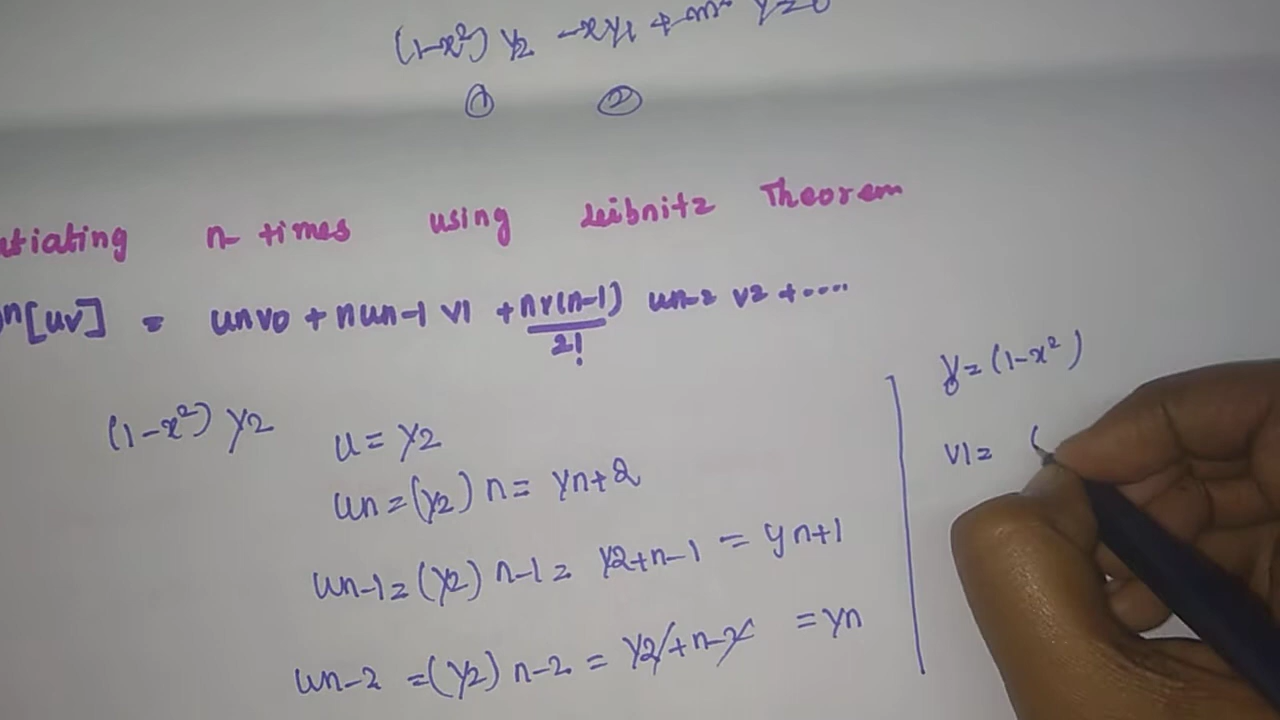 (1-x²) y2 -xy1 + m² y=0
① ②
ntiating n- times using Leibnitz Theorem
n[uv] = unv0 + nun-1 v1 + n(n-1)/2! un-2 v2 + ....
(1-x²) y2
u = y2
un = (y2) n = yn+2
un-1 = (y2) n-1 = y2+n-1 = yn+1
un-2 = (y2) n-2 = y2+n-2 = yn
v = (1-x²)
v1 = (